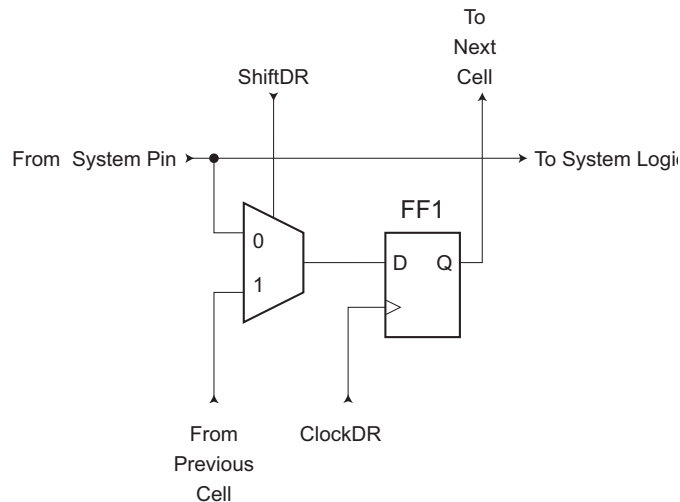 To
Next
Cell
ShiftDR
From System Pin
To System Logic
FF1
0
D Q
1
From
Previous
Cell
ClockDR